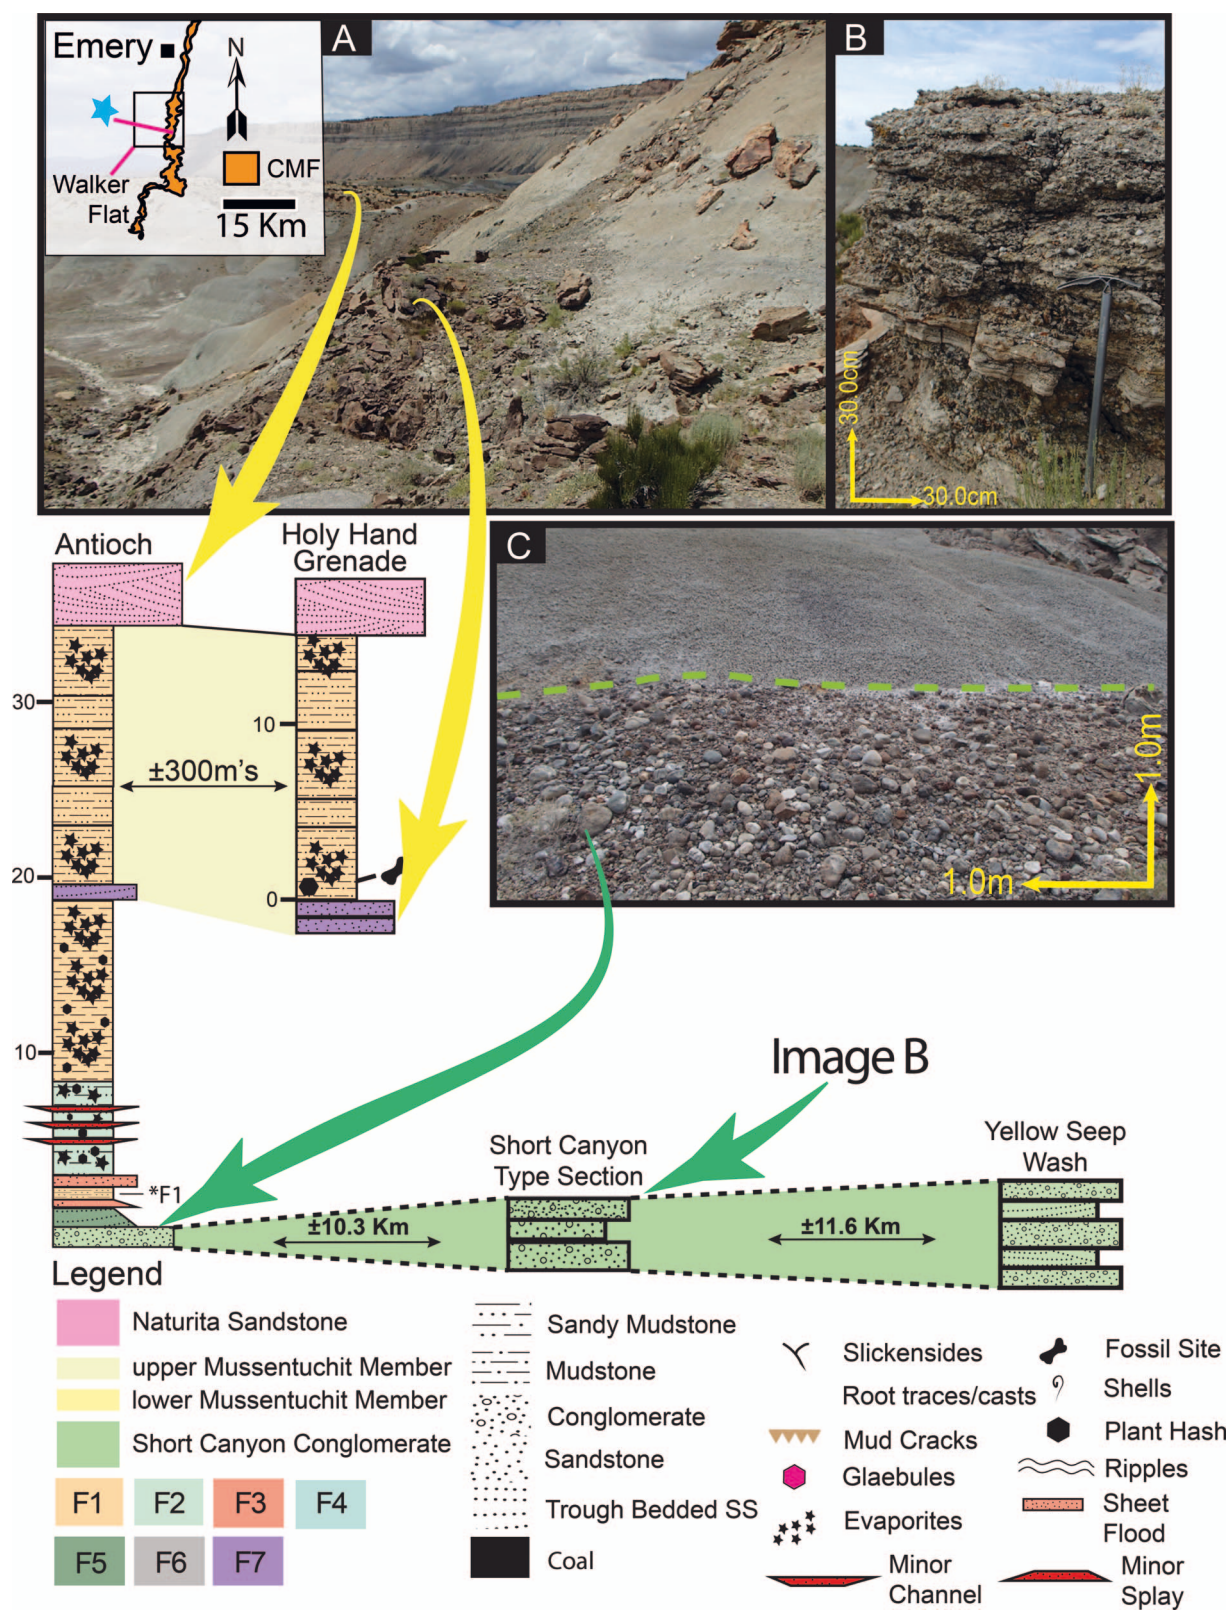 Emery
N
Walker
Flat
CMF
15 Km
A
B
30.0cm
30.0cm
Antioch
Holy Hand
Grenade
C
1.0m
1.0m
30
20
10
10
0
±300m's
*F1
Image B
Short Canyon
Type Section
Yellow Seep
Wash
±10.3 Km
±11.6 Km
Legend
Naturita Sandstone
upper Mussentuchit Member
lower Mussentuchit Member
Short Canyon Conglomerate
F1
F2
F3
F4
F5
F6
F7
Sandy Mudstone
Mudstone
Conglomerate
Sandstone
Trough Bedded SS
Coal
Slickensides
Root traces/casts
Mud Cracks
Glaebules
Evaporites
Minor
Channel
Fossil Site
Shells
Plant Hash
Ripples
Sheet
Flood
Minor
Splay